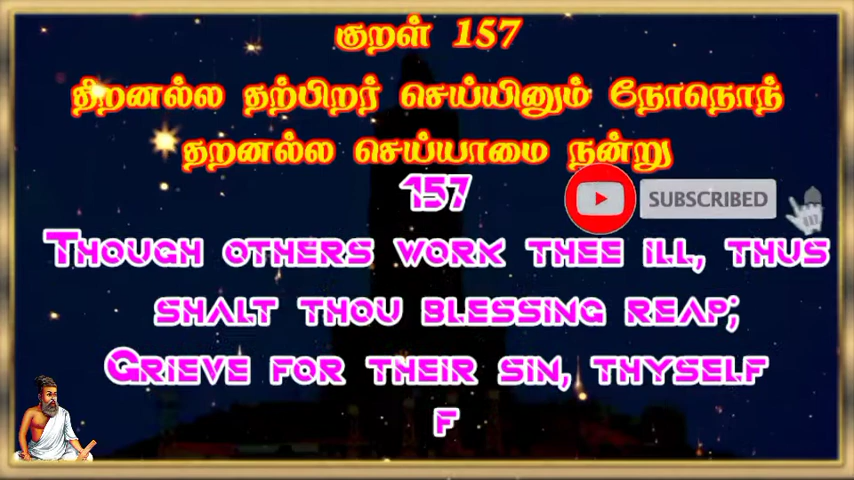 குறள் 157
திறனல்ல தற்பிறர் செய்யினும் நோநொந்
தறனல்ல செய்யாமை நன்று
157
SUBSCRIBED
Though others work thee ill, thus
shalt thou blessing reap;
Grieve for their sin, thyself
f